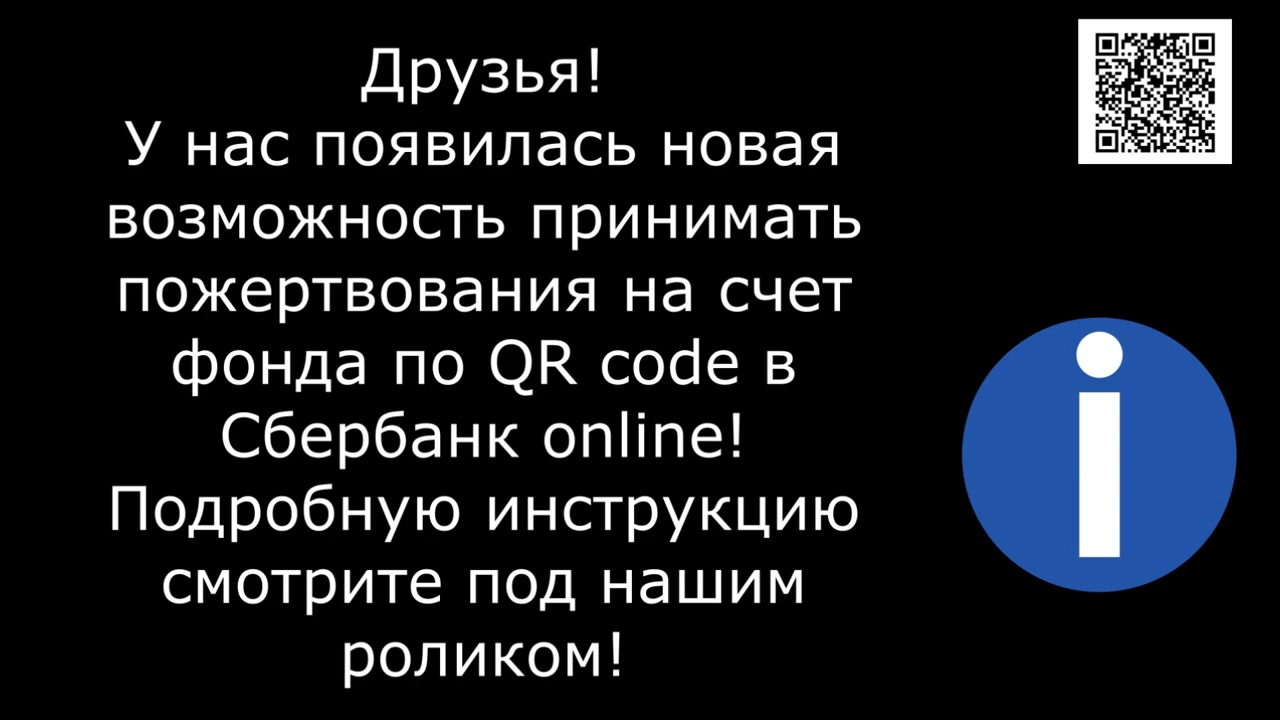 Друзья!
У нас появилась новая
возможность принимать
пожертвования на счет
фонда по QR code в
Сбербанк online!
Подробную инструкцию
смотрите под нашим
роликом!